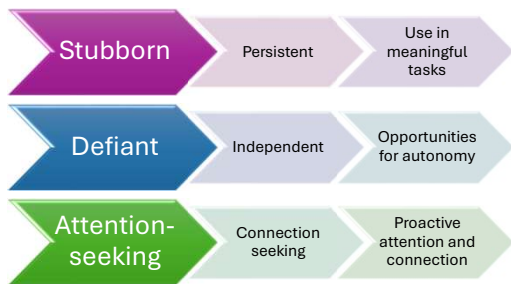 Stubborn
Persistent
Use in
meaningful
tasks
Defiant
Independent
Opportunities
for autonomy
Attention-
seeking
Connection
seeking
Proactive
attention and
connection